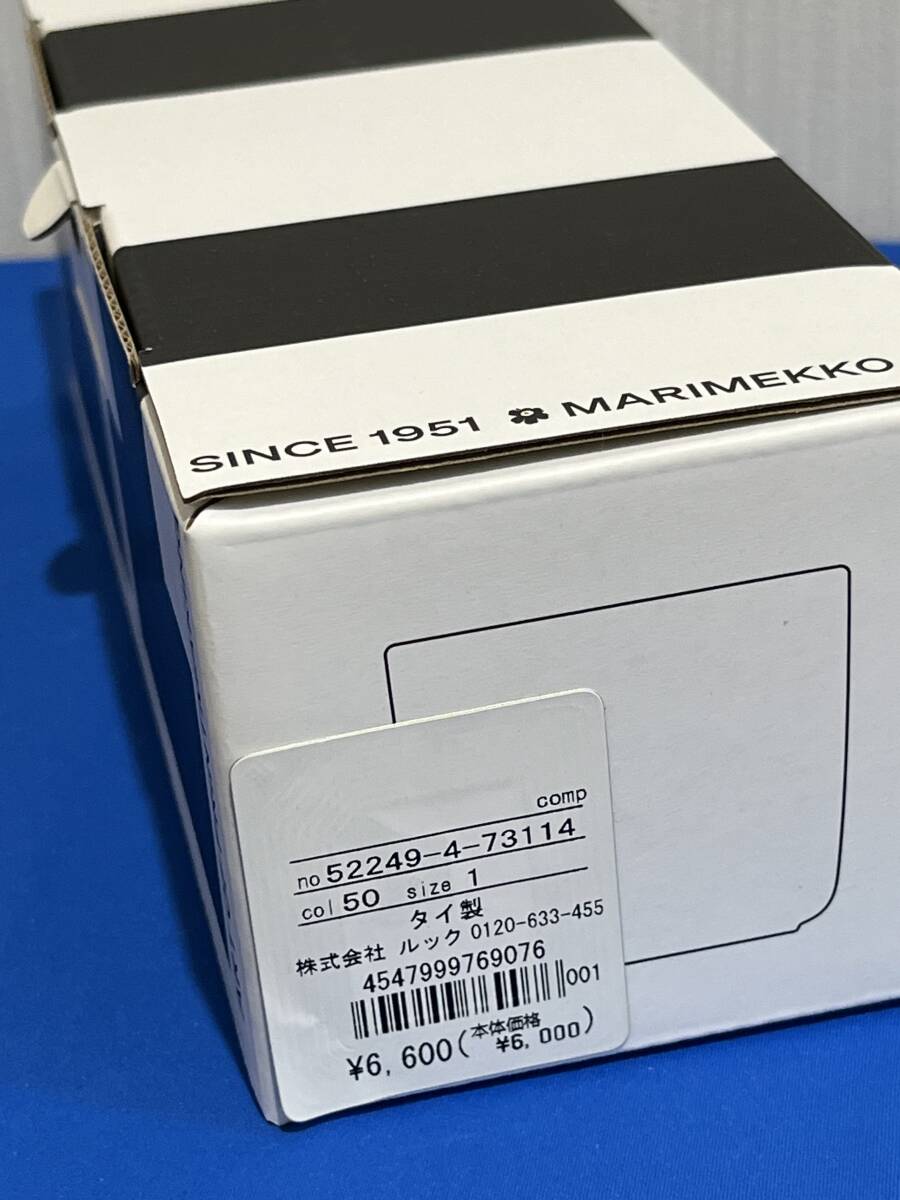 SINCE 1951 MARIMEKKO
comp
no 52249-4-73114
col 50 size 1
タイ製
株式会社 ルック 0120-633-455
4547999769076
001
¥6,600(本体価格 ¥6,000)